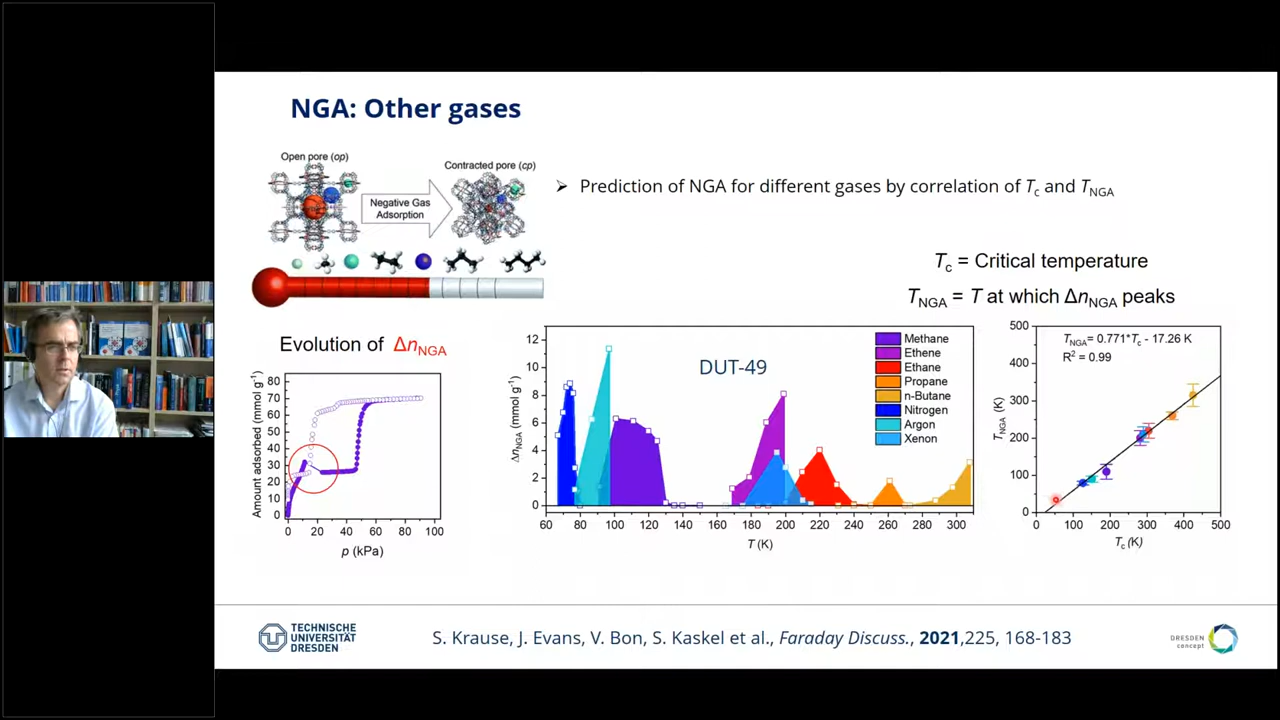 NGA: Other gases
Open pore (op)
Contracted pore (cp)
Negative Gas
Adsorption
➢ Prediction of NGA for different gases by correlation of Tc and TNGA
Tc = Critical temperature
TNGA = T at which ΔnNGA peaks
Evolution of ΔnNGA
Amount adsorbed (mmol g-1)
80
70
60
50
40
30
20
10
0
0 20 40 60 80 100
p (kPa)
DUT-49
Methane
Ethene
Ethane
Propane
n-Butane
Nitrogen
Argon
Xenon
ΔnNGA (mmol g-1)
12
10
8
6
4
2
0
60 80 100 120 140 160 180 200 220 240 260 280 300
T (K)
TNGA= 0.771*Tc - 17.26 K
R2 = 0.99
TNGA (K)
500
400
300
200
100
0
0 100 200 300 400 500
Tc (K)
TECHNISCHE
UNIVERSITÄT
DRESDEN
S. Krause, J. Evans, V. Bon, S. Kaskel et al., Faraday Discuss., 2021,225, 168-183
DRESDEN
concept